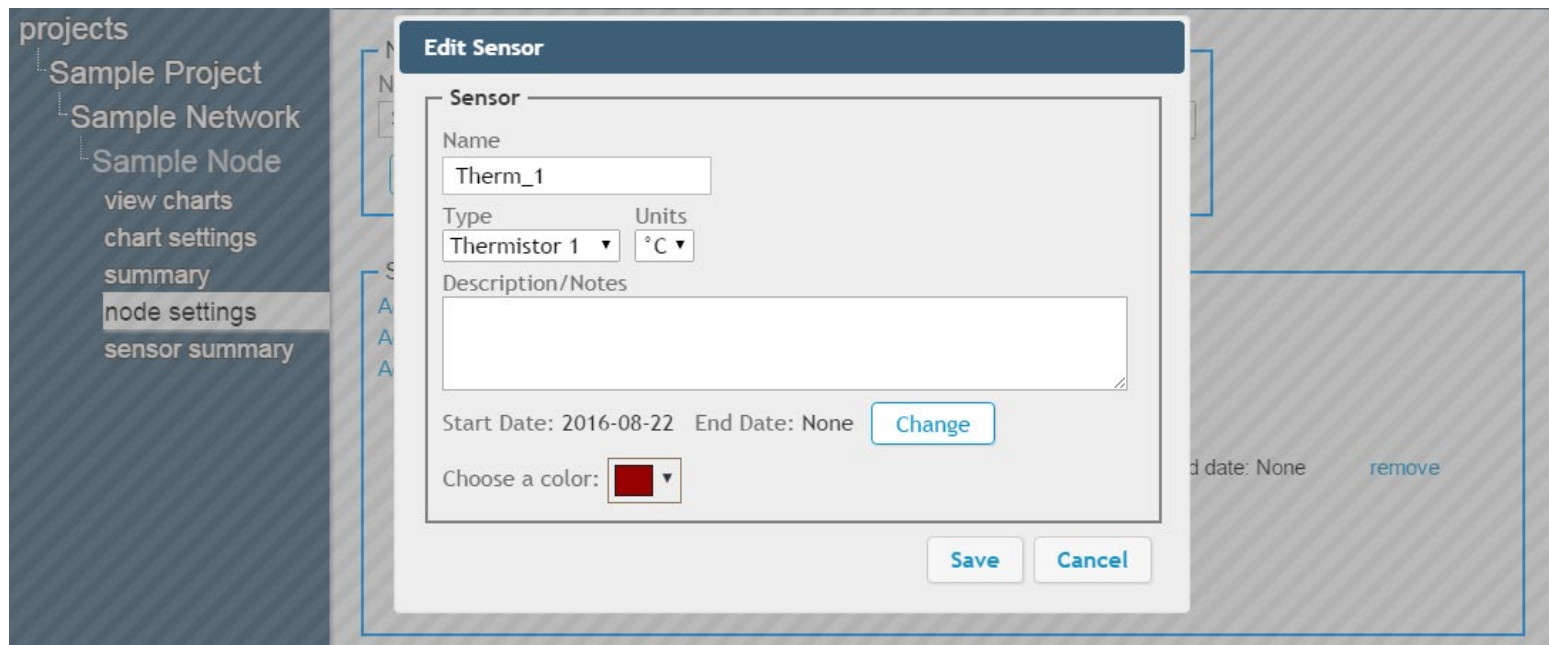 projects
Sample Project
Sample Network
Sample Node
view charts
chart settings
summary
node settings
sensor summary
Edit Sensor
Sensor
Name
Therm_1
Type Units
Thermistor 1 °C
Description/Notes
Start Date: 2016-08-22 End Date: None Change
Choose a color:
Save Cancel
date: None remove